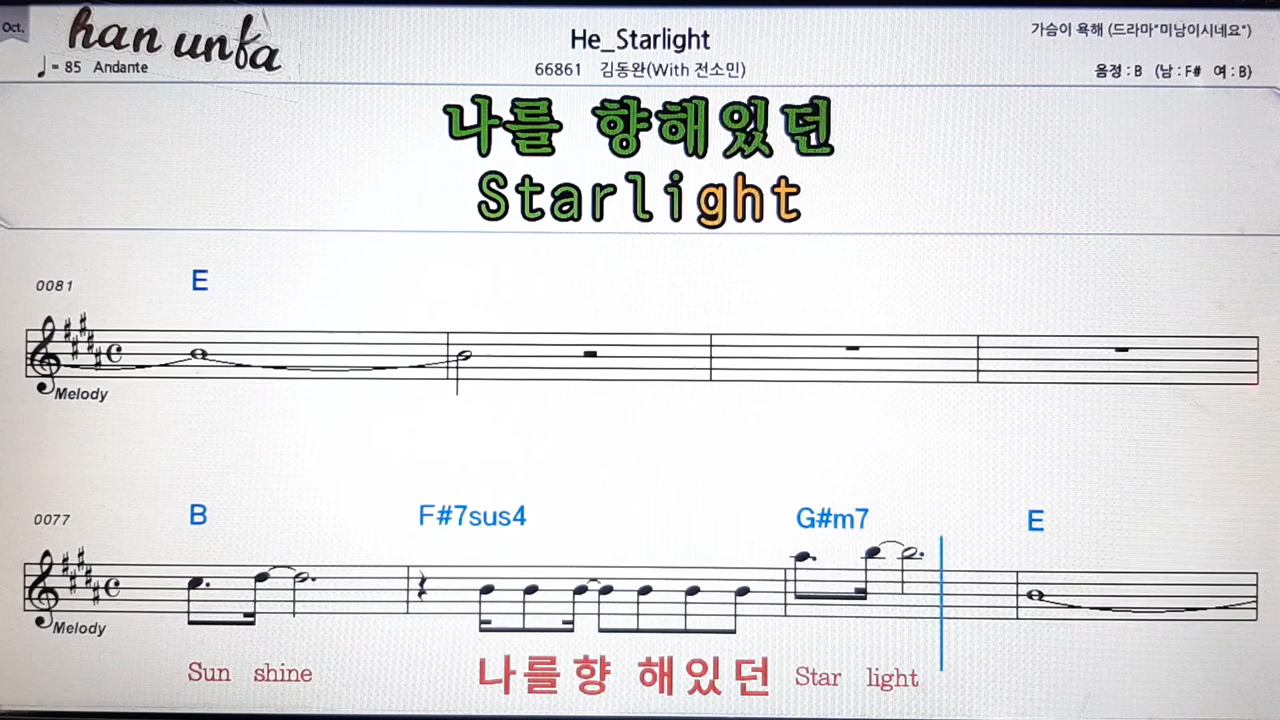 Oct.
han unfa
♩= 85 Andante
He_Starlight
66861 김동완(With 전소민)
가슴이 욕해 (드라마"미남이시네요")
음정 : B (남 : F# 여 : B)
나를 향해있던
Starlight
0081
E
Melody
0077
B F#7sus4 G#m7 E
Melody
Sun shine 나를향 해있던 Star light